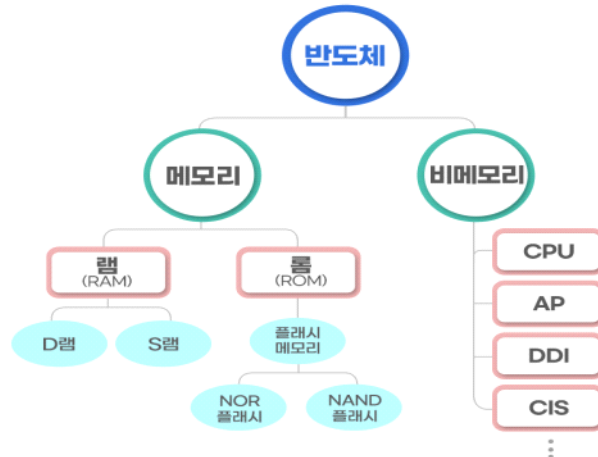 반도체
메모리
비메모리
램
(RAM)
롬
(ROM)
CPU
AP
D램
S램
플래시
메모리
DDI
NOR
플래시
NAND
플래시
CIS